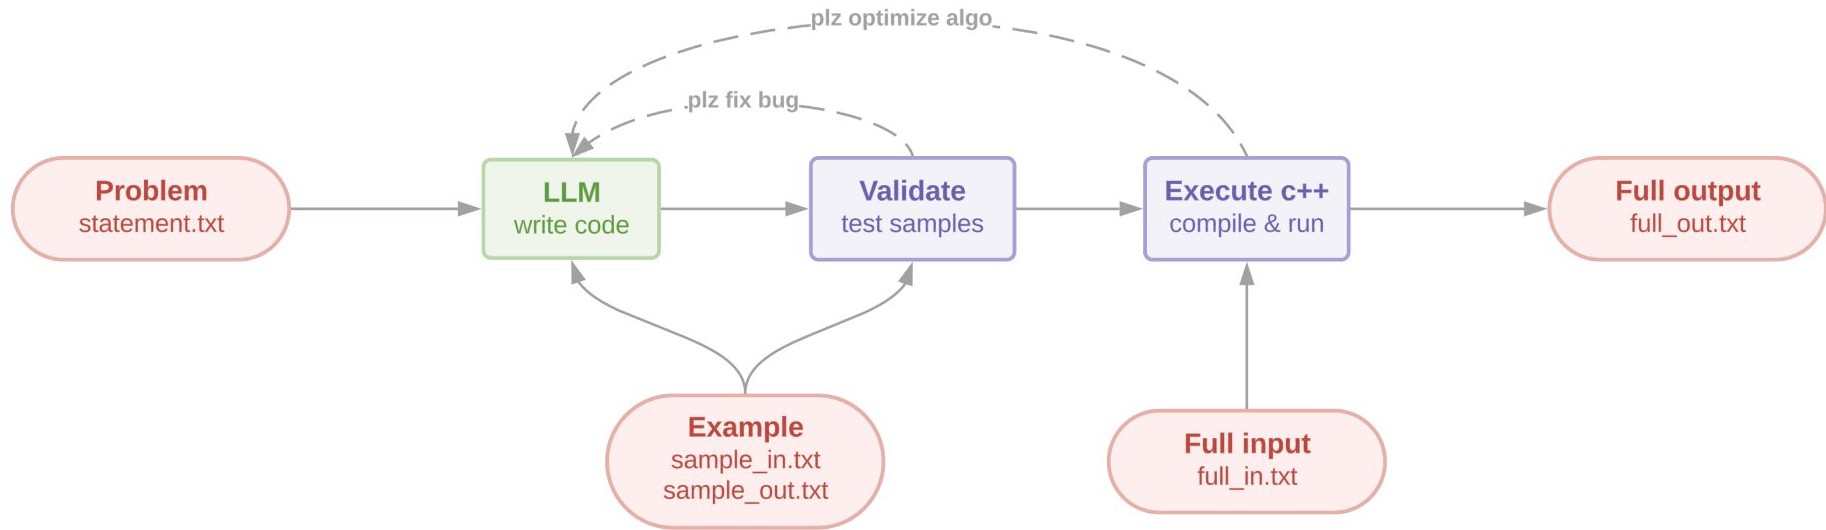 plz optimize algo
plz fix bug
Problem
statement.txt
LLM
write code
Validate
test samples
Execute c++
compile & run
Full output
full_out.txt
Example
sample_in.txt
sample_out.txt
Full input
full_in.txt